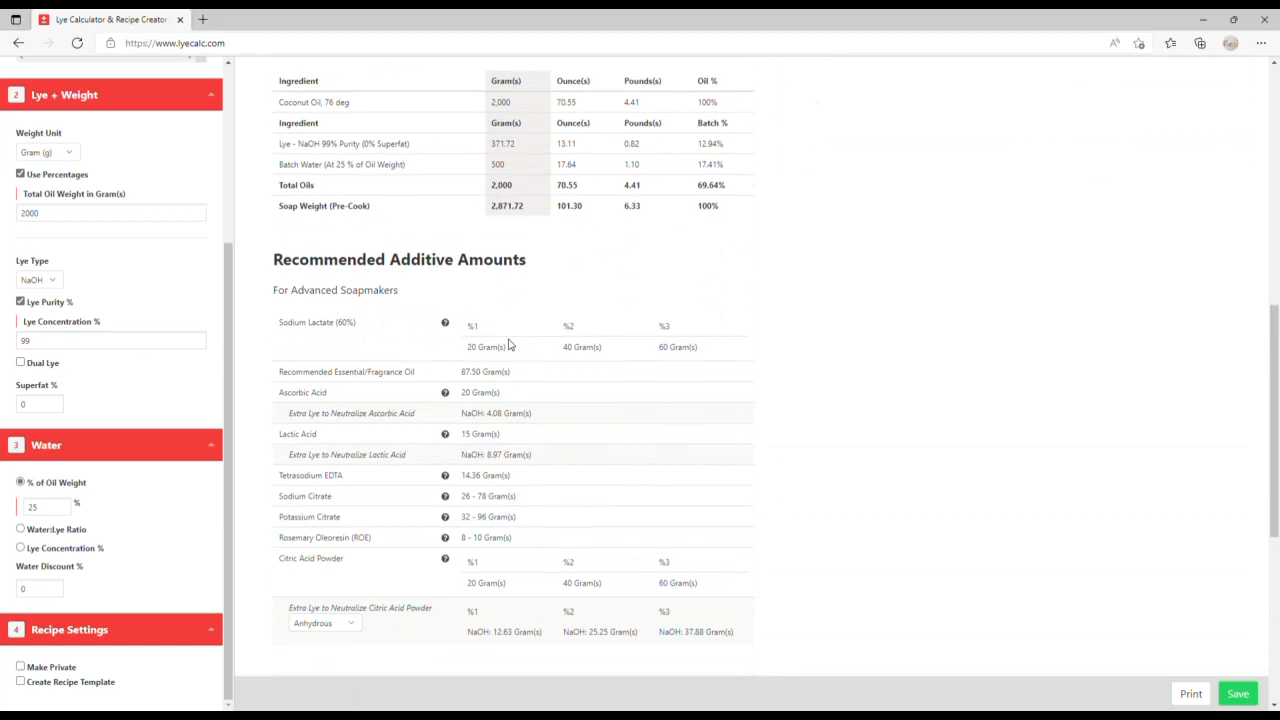 Lye Calculator & Recipe Creator
https://www.lyecalc.com
2 Lye + Weight
Weight Unit
Gram (g)
Use Percentages
Total Oil Weight in Gram(s)
2000
Lye Type
NaOH
Lye Purity %
Lye Concentration %
99
Dual Lye
Superfat %
0
3 Water
% of Oil Weight
25 %
Water:Lye Ratio
Lye Concentration %
Water Discount %
0
4 Recipe Settings
Make Private
Create Recipe Template
Ingredient Gram(s) Ounce(s) Pounds(s) Oil %
Coconut Oil, 76 deg 2,000 70.55 4.41 100%
Ingredient Gram(s) Ounce(s) Pounds(s) Batch %
Lye - NaOH 99% Purity (0% Superfat) 371.72 13.11 0.82 12.94%
Batch Water (At 25 % of Oil Weight) 500 17.64 1.10 17.41%
Total Oils 2,000 70.55 4.41 69.64%
Soap Weight (Pre-Cook) 2,871.72 101.30 6.33 100%
Recommended Additive Amounts
For Advanced Soapmakers
Sodium Lactate (60%) %1 %2 %3
20 Gram(s) 40 Gram(s) 60 Gram(s)
Recommended Essential/Fragrance Oil 87.50 Gram(s)
Ascorbic Acid 20 Gram(s)
Extra Lye to Neutralize Ascorbic Acid NaOH: 4.08 Gram(s)
Lactic Acid 15 Gram(s)
Extra Lye to Neutralize Lactic Acid NaOH: 8.97 Gram(s)
Tetrasodium EDTA 14.36 Gram(s)
Sodium Citrate 26 - 78 Gram(s)
Potassium Citrate 32 - 96 Gram(s)
Rosemary Oleoresin (ROE) 8 - 10 Gram(s)
Citric Acid Powder %1 %2 %3
20 Gram(s) 40 Gram(s) 60 Gram(s)
Extra Lye to Neutralize Citric Acid Powder %1 %2 %3
Anhydrous NaOH: 12.63 Gram(s) NaOH: 25.25 Gram(s) NaOH: 37.88 Gram(s)
Print Save